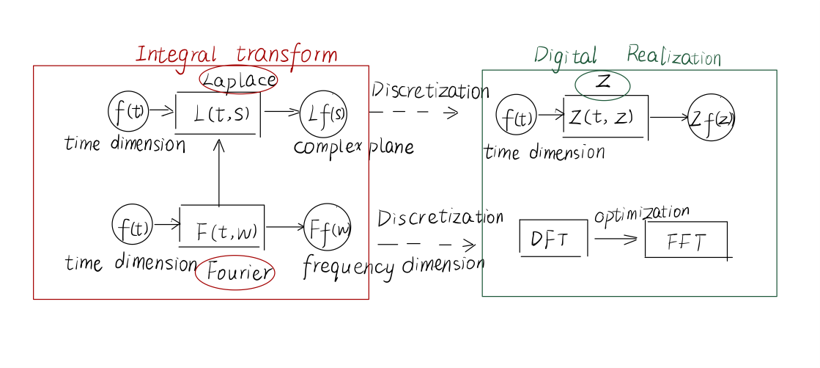 Integral transform
Laplace
f(t)
L(t,s)
Lf(s)
time dimension
complex plane
f(t)
F(t,w)
Ff(w)
time dimension
Fourier
frequency dimension
Discretization
Discretization
Digital Realization
Z
f(t)
Z(t, z)
Zf(z)
time dimension
DFT
optimization
FFT